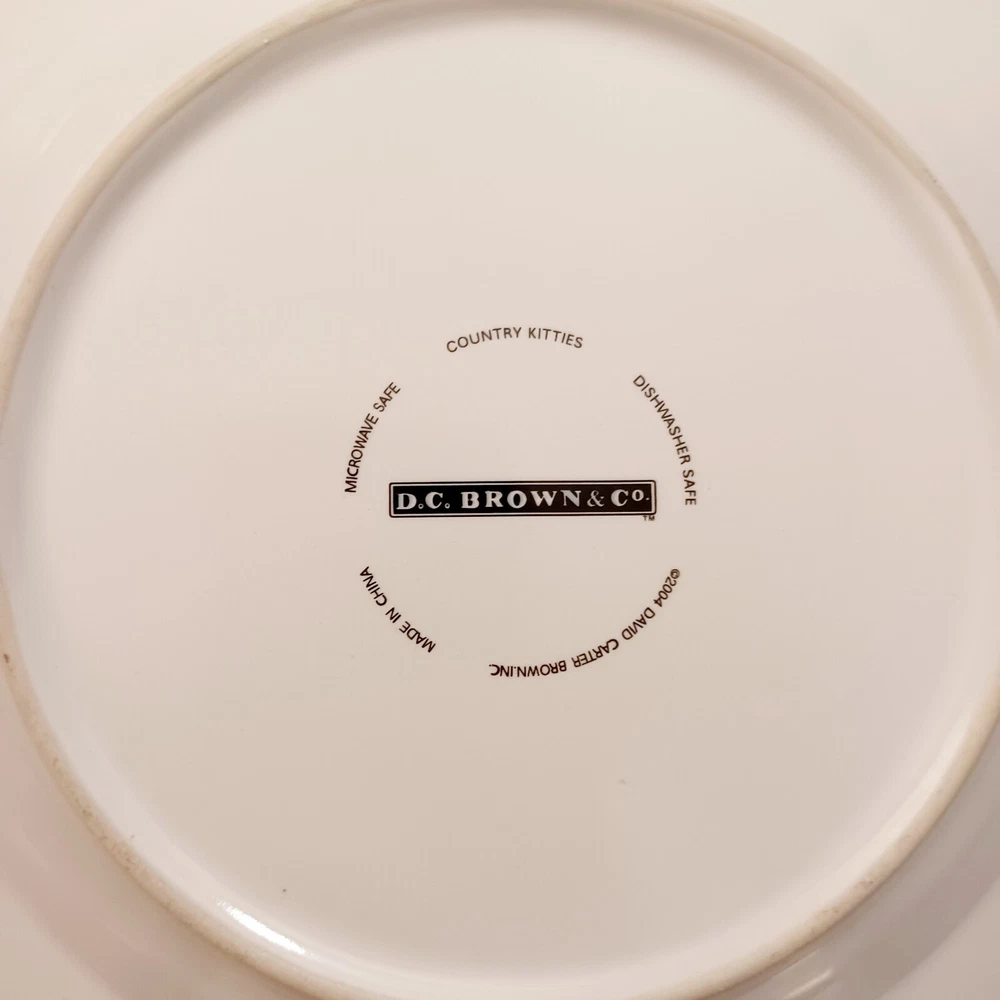 COUNTRY KITTIES
MICROWAVE SAFE
DISHWASHER SAFE
D.C. BROWN & CO.
TM
MADE IN CHINA
©2004 DAVID CARTER BROWN.INC